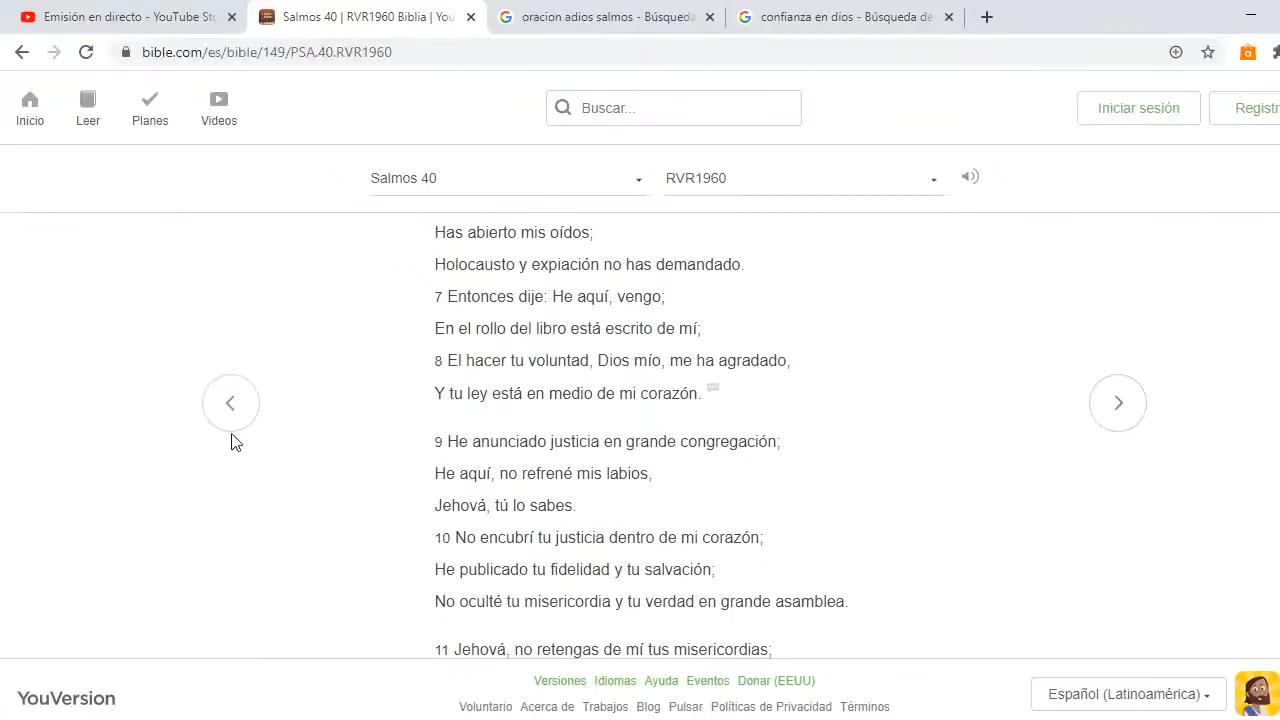 Emisión en directo - YouTube St
Salmos 40 | RVR1960 Biblia | You
oracion adios salmos - Búsqueda
confianza en dios - Búsqueda de
bible.com/es/bible/149/PSA.40.RVR1960
Inicio
Leer
Planes
Videos
Buscar...
Iniciar sesión
Registr
Salmos 40
RVR1960
Has abierto mis oídos;
Holocausto y expiación no has demandado.
7 Entonces dije: He aquí, vengo;
En el rollo del libro está escrito de mí;
8 El hacer tu voluntad, Dios mío, me ha agradado,
Y tu ley está en medio de mi corazón.
9 He anunciado justicia en grande congregación;
He aquí, no refrené mis labios,
Jehová, tú lo sabes.
10 No encubrí tu justicia dentro de mi corazón;
He publicado tu fidelidad y tu salvación;
No oculté tu misericordia y tu verdad en grande asamblea.
11 Jehová, no retengas de mí tus misericordias;
Versiones Idiomas Ayuda Eventos Donar (EEUU)
YouVersion
Español (Latinoamérica)
Voluntario Acerca de Trabajos Blog Pulsar Políticas de Privacidad Términos